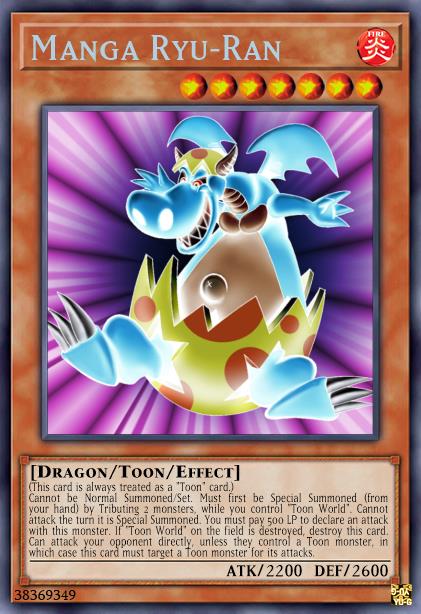 MANGA RYU-RAN
FIRE
炎
[DRAGON/TOON/EFFECT]
(This card is always treated as a "Toon" card.)
Cannot be Normal Summoned/Set. Must first be Special Summoned (from
your hand) by Tributing 2 monsters, while you control "Toon World". Cannot
attack the turn it is Special Summoned. You must pay 500 LP to declare an attack
with this monster. If "Toon World" on the field is destroyed, destroy this card.
Can attack your opponent directly, unless they control a Toon monster, in
which case this card must target a Toon monster for its attacks.
ATK/2200 DEF/2600
38369349